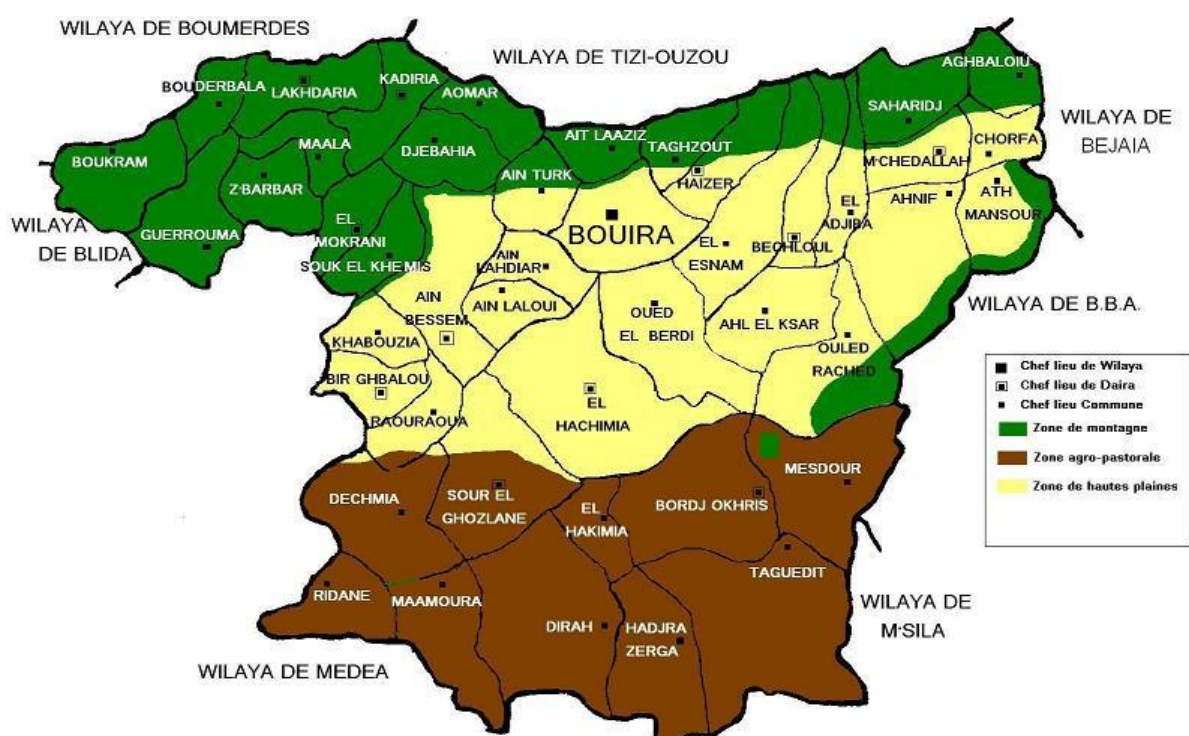 WILAYA DE BOUMERDES
WILAYA DE TIZI-OUZOU
AGHBALOIU
KADIRIA
BOUDERBALA
LAKHDARIA
AOMAR
SAHARIDJ
WILAYA DE
BEJAIA
AIT LAAZIZ
CHORFA
MAALA
DJEBAHIA
TAGHZOUT
M'CHEDALLAH
BOUKRAM
AIN TURK
HAIZER
Z'BARBAR
AHNIF
ATH
MANSOUR
EL
ADJIBA
WILAYA
DE BLIDA
GUERROUMA
EL
MOKRANI
BOUIRA
SOUK EL KHEMIS
EL
ESNAM
BECHLOUL
AIN
LAHDJAR
AIN
BESSEM
AIN LALOUI
OUED
EL BERDI
AHL EL KSAR
WILAYA DE B.B.A.
KHABOUZIA
OULED
RACHED
BIR GHBALOU
RAOURAOUA
EL
HACHIMIA
Chef lieu de Wilaya
Chef lieu de Daira
Chef lieu Commune
Zone de montagne
Zone agro-pastorale
Zone de hautes plaines
DECHMIA
SOUR EL
GHOZLANE
EL
HAKIMIA
BORDJ OKHRIS
MESDOUR
TAGUEDIT
RIDANE
MAAMOURA
DIRAH
HADJRA
ZERGA
WILAYA DE
M'SILA
WILAYA DE MEDEA